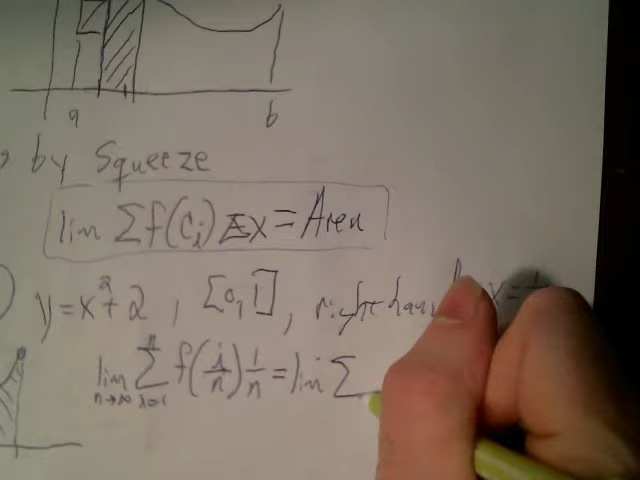 a b
by Squeeze
lim Σ f(Ci) Δx = Area
y = x² + 2 , [0, 1] , right hand
lim n→∞ Σ i=1 n f(i/n) 1/n = lim Σ